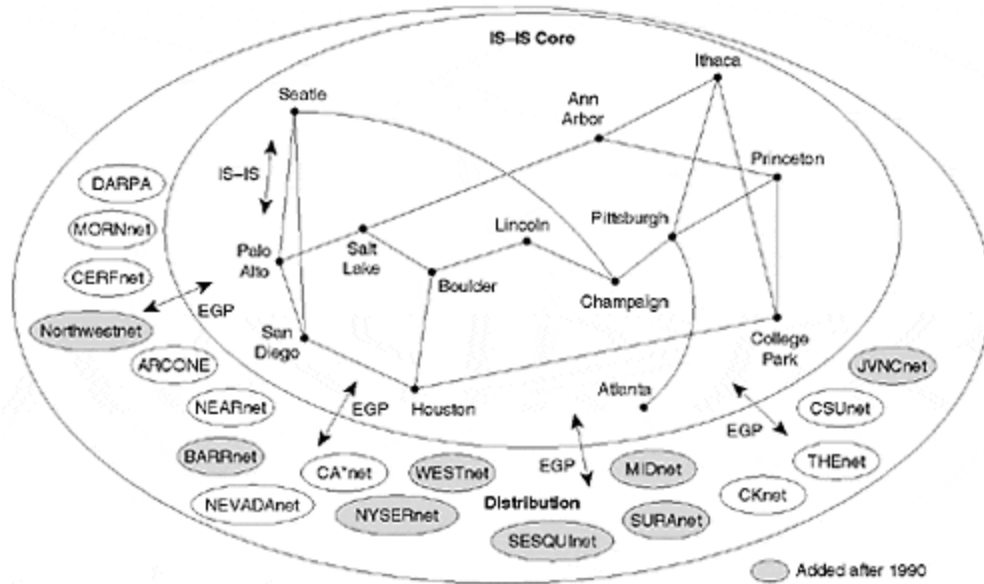 IS–IS Core
Ithaca
Seatle
Ann
Arbor
Princeton
IS–IS
DARPA
MORNnet
Lincoln
Pittsburgh
Salt
Lake
Palo
Alto
CERFnet
Boulder
Champaign
EGP
Northwestnet
San
Diego
College
Park
ARCONE
JVNCnet
Atlanta
NEARnet
EGP
Houston
CSUnet
EGP
BARRnet
CA*net
WESTnet
EGP
MIDnet
THEnet
NEVADAnet
NYSERnet
Distribution
CKnet
SURAnet
SESQUInet
Added after 1990